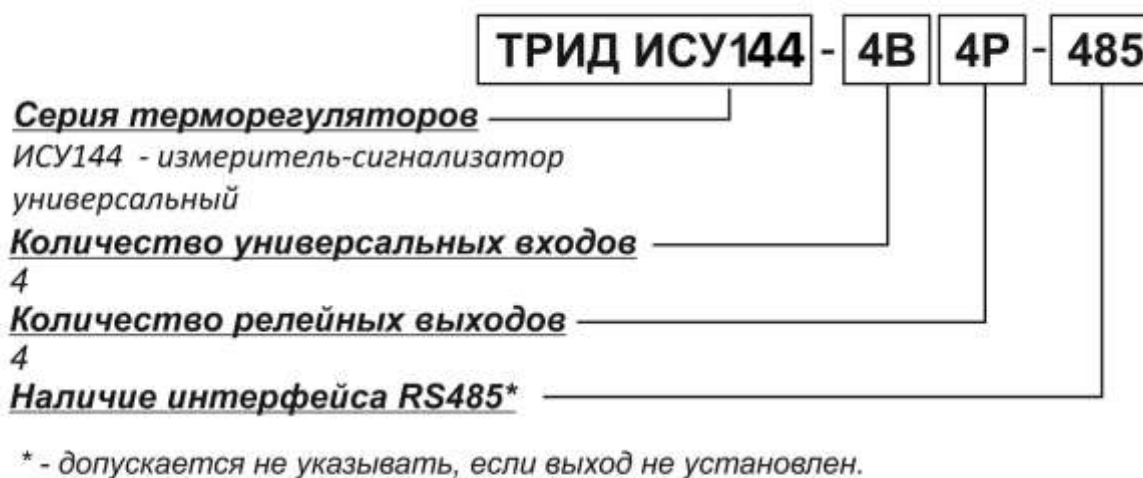 ТРИД ИСУ144 - 4В 4Р - 485
Серия терморегуляторов
ИСУ144 - измеритель-сигнализатор
универсальный
Количество универсальных входов
4
Количество релейных выходов
4
Наличие интерфейса RS485*
* - допускается не указывать, если выход не установлен.